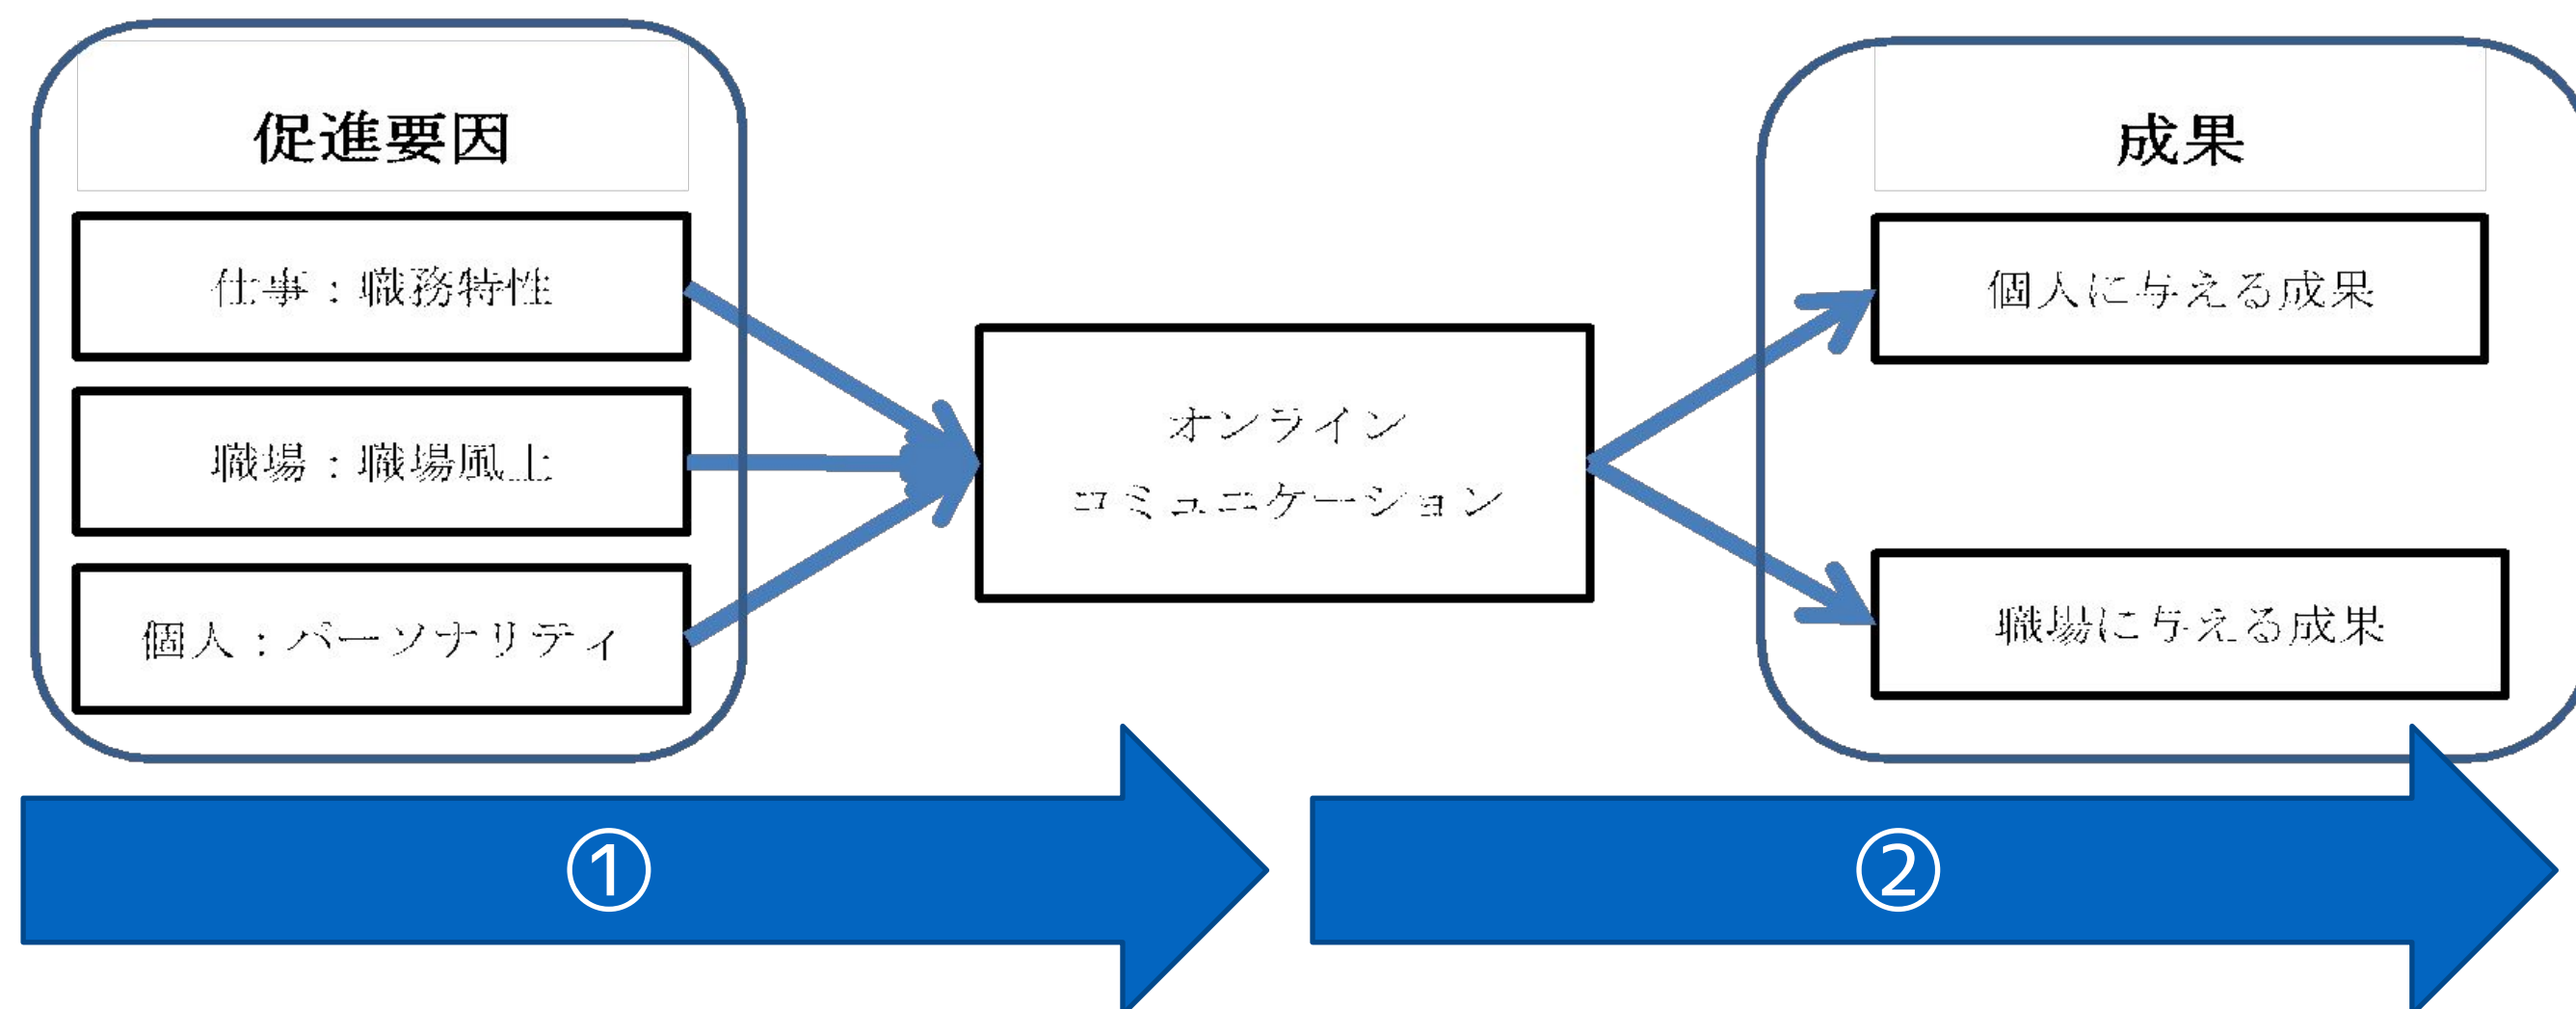 促進要因
仕事：職務特性
職場：職場風土
個人：パーソナリティ
オンライン
コミュニケーション
成果
個人に与える成果
職場に与える成果
①
②